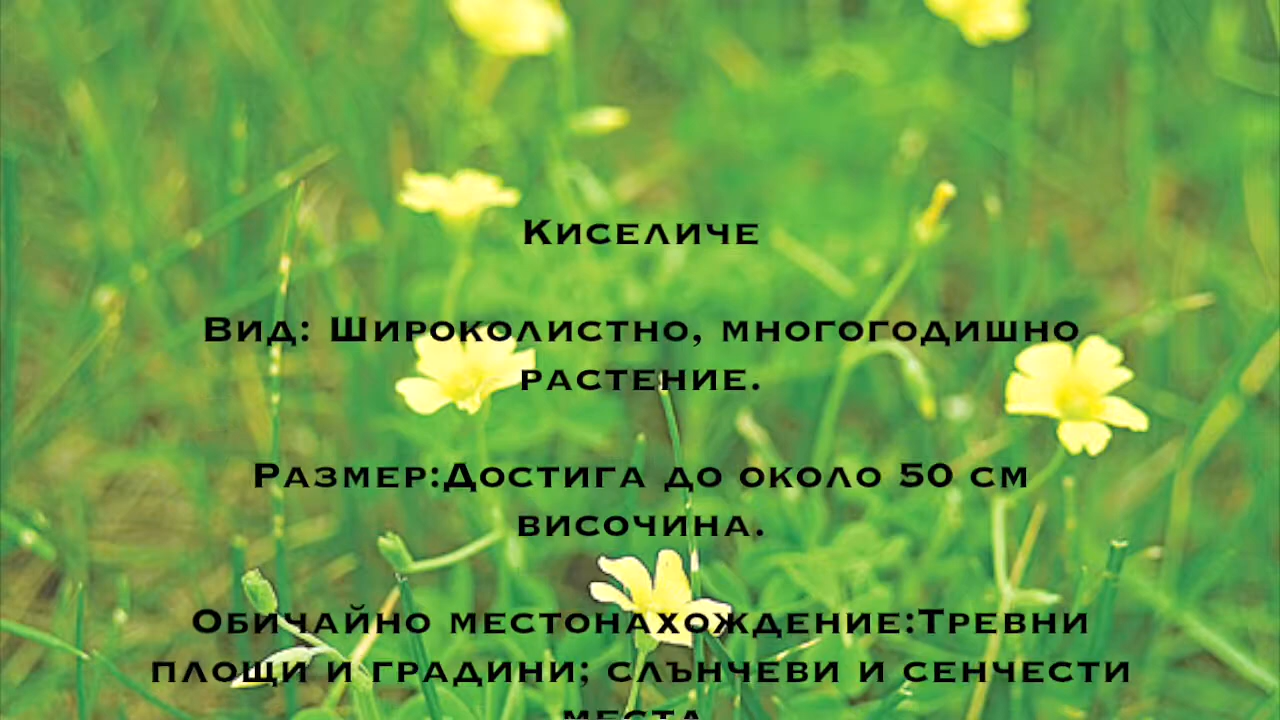 Киселиче
Вид: Широколистно, многогодишно
растение.
Размер:Достига до около 50 см
височина.
Обичайно местонахождение:Тревни
площи и градини; слънчеви и сенчести
места